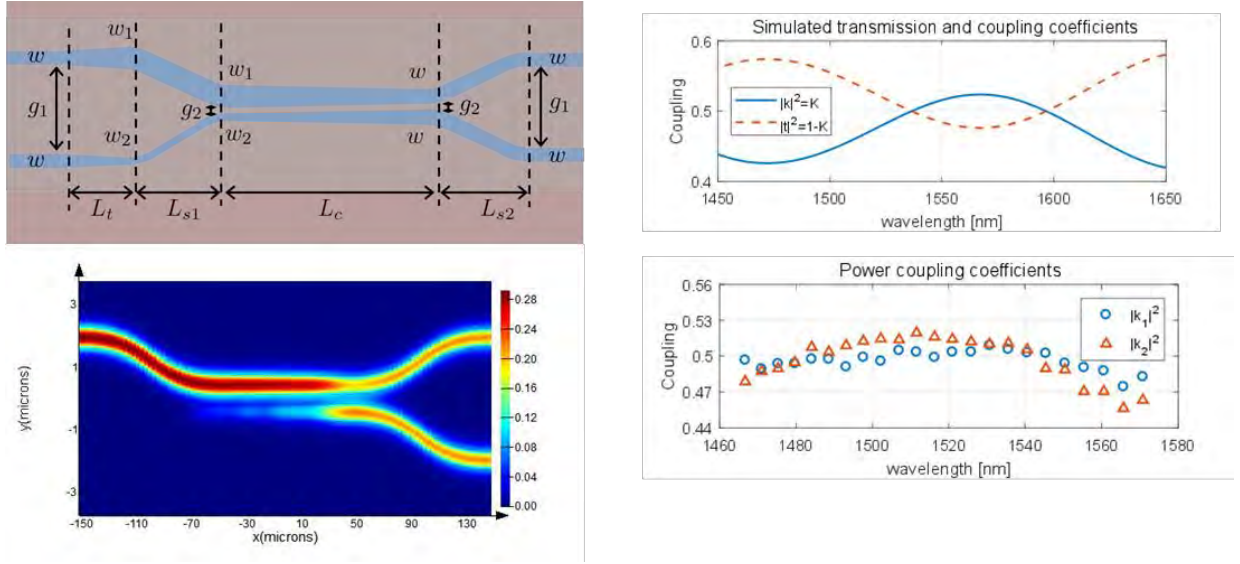 w
w₁
w₁
w
w
g₁
g₂
g₂
g₁
w
w₂
w₂
w
w
Lₜ
Lₛ₁
L_c
Lₛ₂
Simulated transmission and coupling coefficients
0.6
0.5
0.4
Coupling
|k|²=K
|t|²=1-K
1450
1500
1550
1600
1650
wavelength [nm]
3
1
-1
-3
y(microns)
0.28
0.24
0.20
0.16
0.12
0.08
0.04
0.00
-150
-110
-70
-30
10
50
90
130
x(microns)
Power coupling coefficients
0.56
0.53
0.5
0.47
0.44
Coupling
|k₁|²
|k₂|²
1460
1480
1500
1520
1540
1560
1580
wavelength [nm]